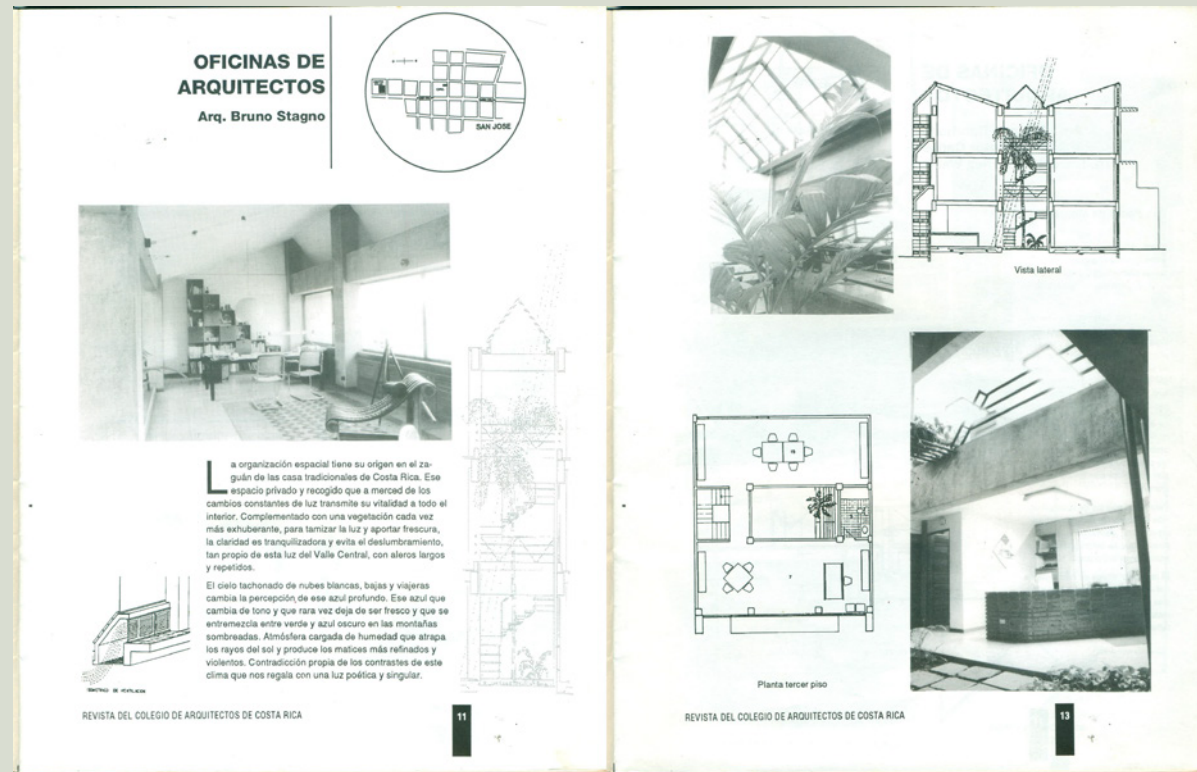 OFICINAS DE
ARQUITECTOS
Arq. Bruno Stagno
SAN JOSE
La organización espacial tiene su origen en el za-
guán de las casa tradicionales de Costa Rica. Ese
espacio privado y recogido que a merced de los
cambios constantes de luz transmite su vitalidad a todo el
interior. Complementado con una vegetación cada vez
más exhuberante, para tamizar la luz y aportar frescura,
la claridad es tranquilizadora y evita el deslumbramiento,
tan propio de esta luz del Valle Central, con aleros largos
y repetidos.
El cielo tachonado de nubes blancas, bajas y viajeras
cambia la percepción de ese azul profundo. Ese azul que
cambia de tono y que rara vez deja de ser fresco y que se
entremezcla entre verde y azul oscuro en las montañas
sombreadas. Atmósfera cargada de humedad que atrapa
los rayos del sol y produce los matices más refinados y
violentos. Contradicción propia de los contrastes de este
clima que nos regala con una luz poética y singular.
DE VENTILACION
REVISTA DEL COLEGIO DE ARQUITECTOS DE COSTA RICA
11
Vista lateral
Planta tercer piso
REVISTA DEL COLEGIO DE ARQUITECTOS DE COSTA RICA
13